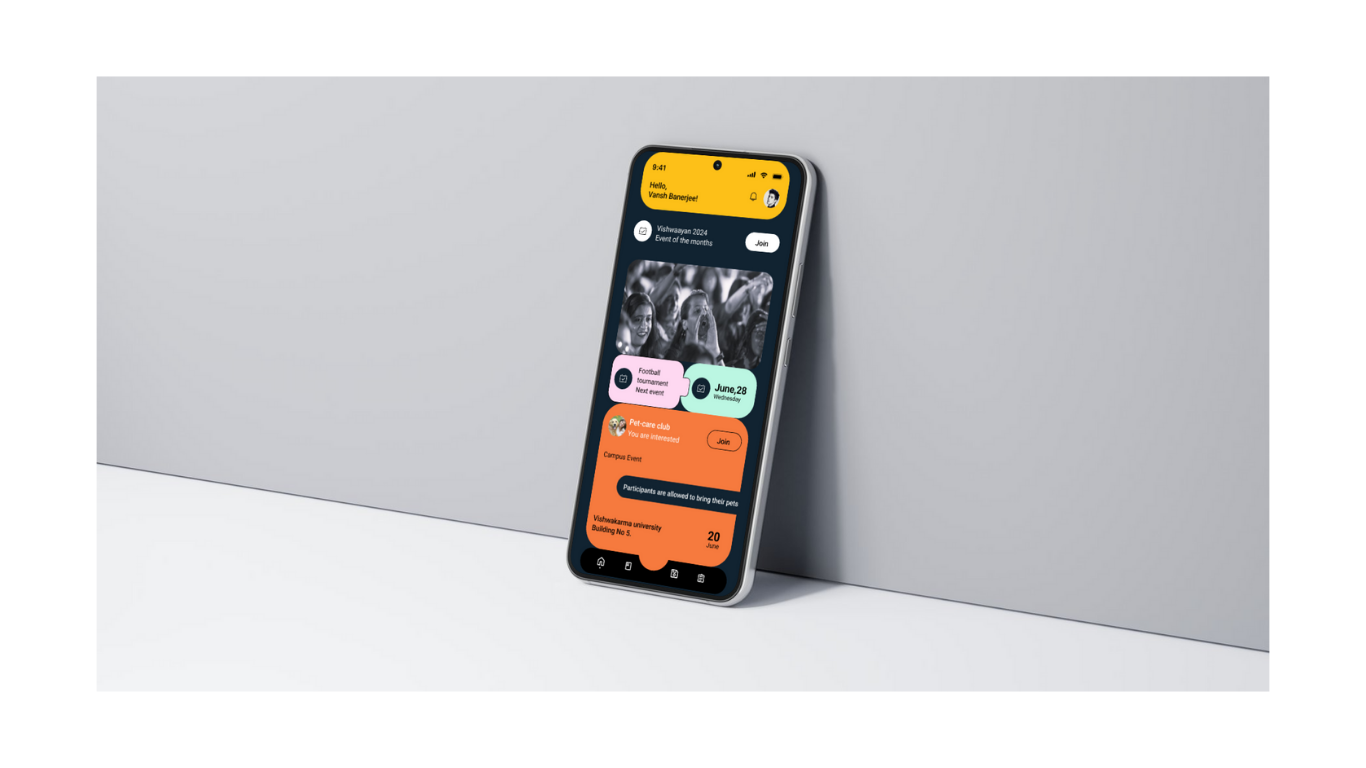 9:41
Hello,
Vansh Banerjee!
Vishwaayan 2024
Event of the months
Join
Football
tournament
Next event
June,28
Wednesday
Pet-care club
You are interested
Join
Campus Event
Participants are allowed to bring their pets
Vishwakarma university
Building No 5.
20
June